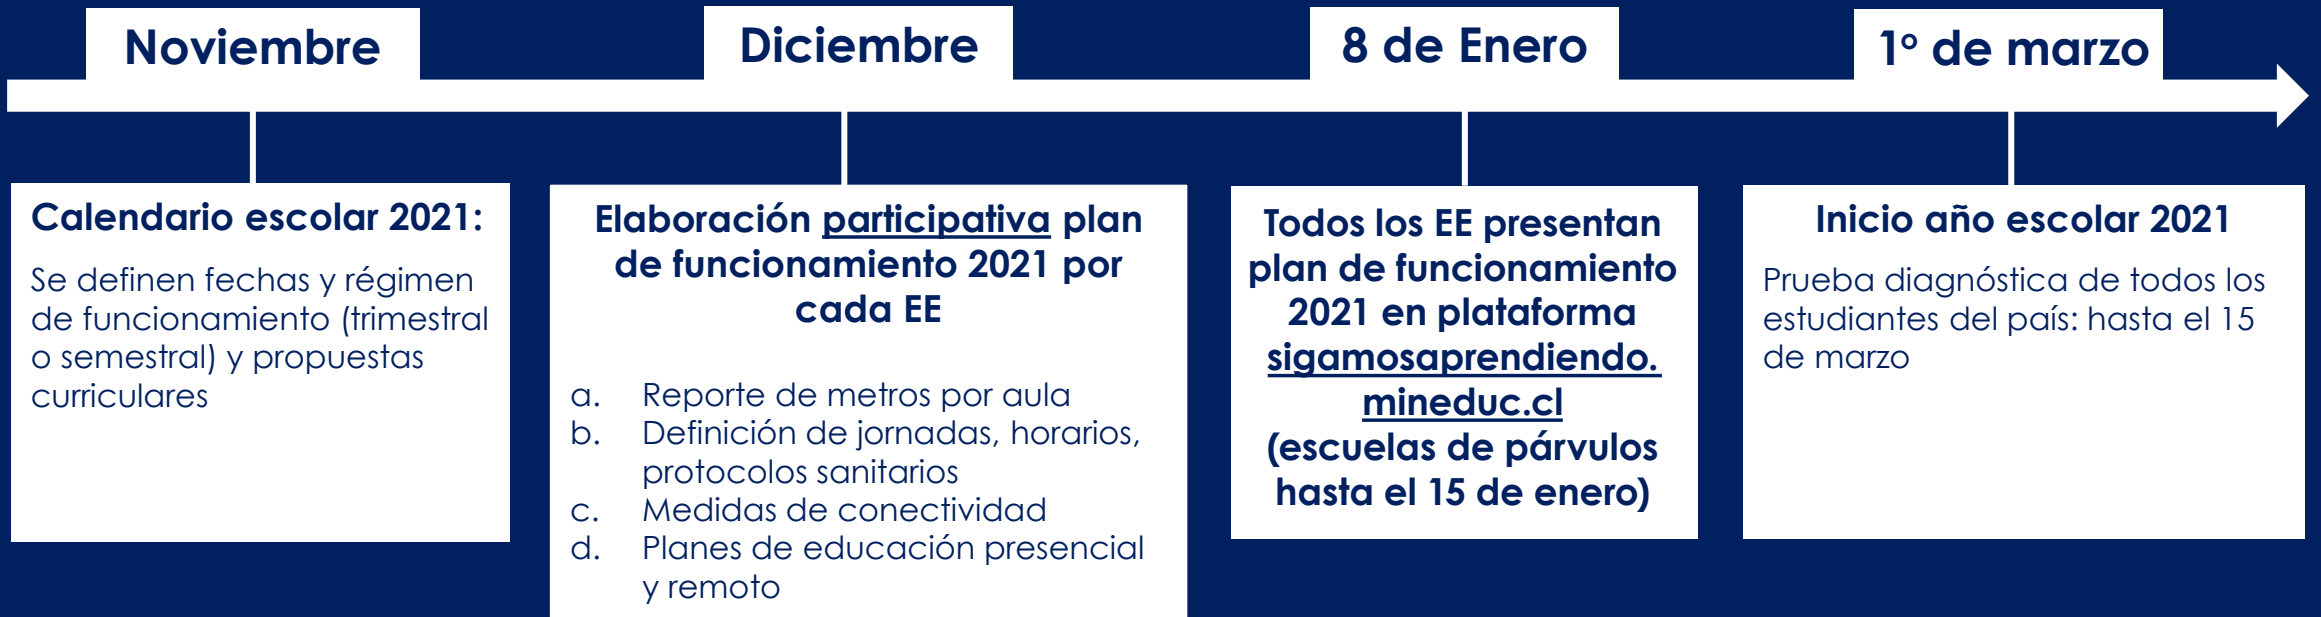 Noviembre
Diciembre
8 de Enero
1º de marzo
Calendario escolar 2021:
Se definen fechas y régimen
de funcionamiento (trimestral
o semestral) y propuestas
curriculares
Elaboración participativa plan
de funcionamiento 2021 por
cada EE
a. Reporte de metros por aula
b. Definición de jornadas, horarios,
protocolos sanitarios
c. Medidas de conectividad
d. Planes de educación presencial
y remoto
Todos los EE presentan
plan de funcionamiento
2021 en plataforma
sigamosaprendiendo.
mineduc.cl
(escuelas de párvulos
hasta el 15 de enero)
Inicio año escolar 2021
Prueba diagnóstica de todos los
estudiantes del país: hasta el 15
de marzo